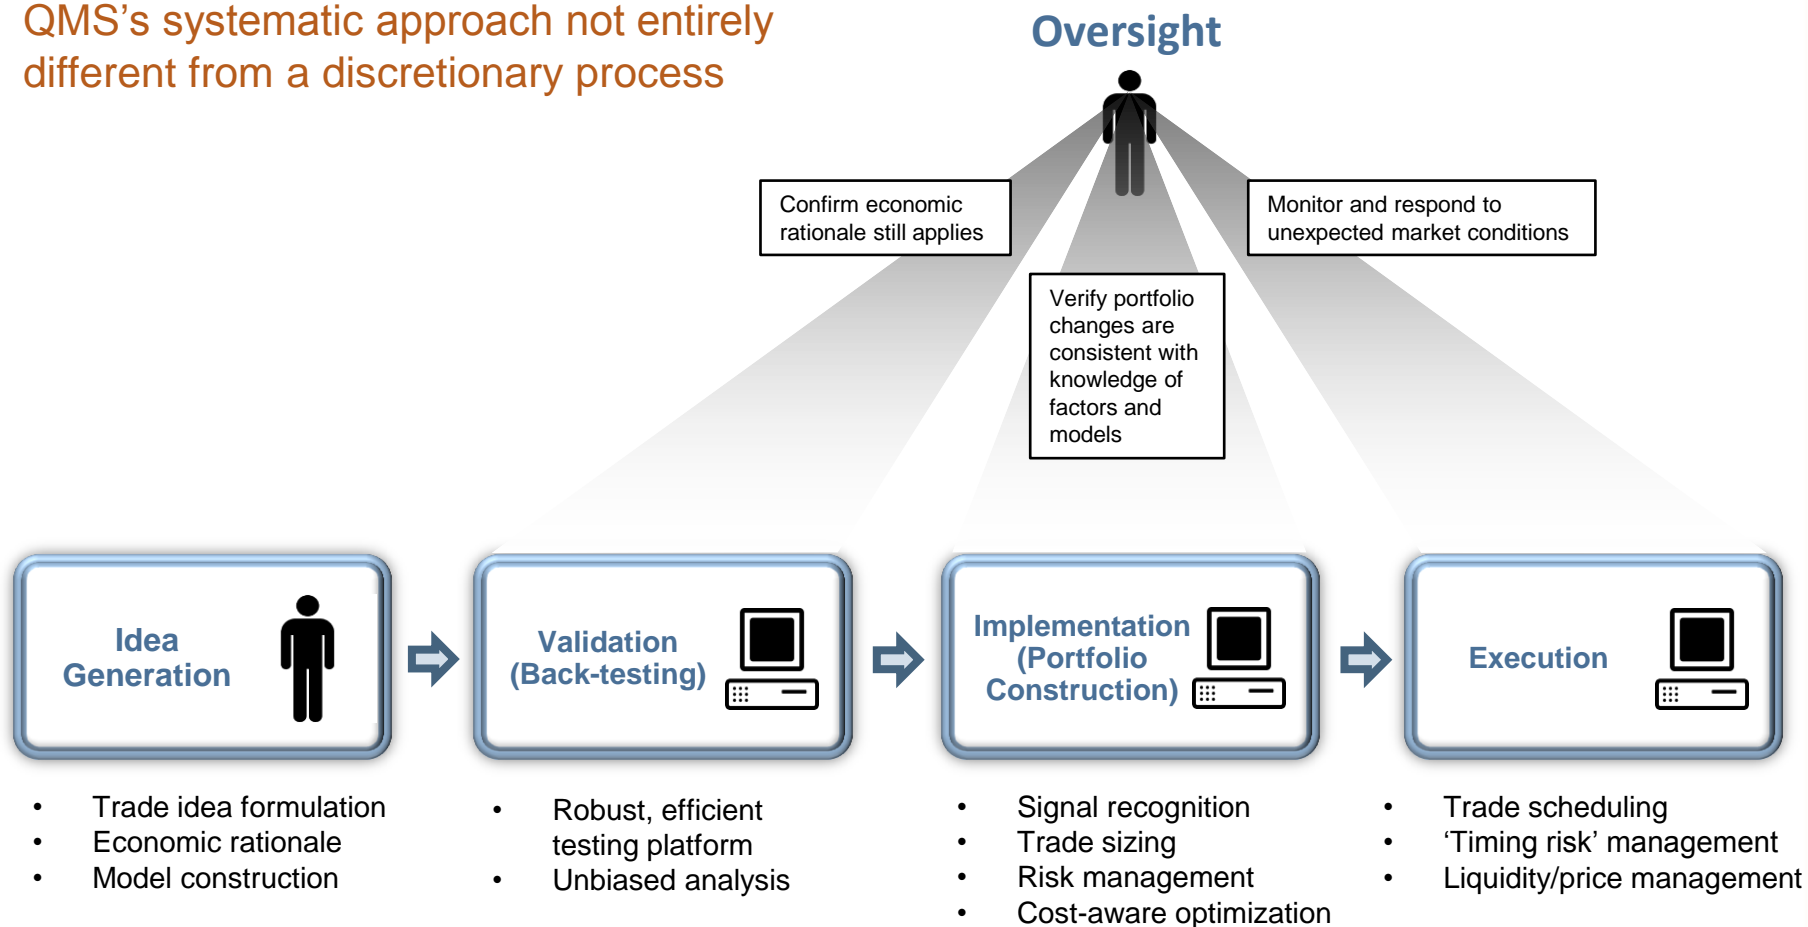 QMS’s systematic approach not entirely
different from a discretionary process
Oversight
Confirm economic
rationale still applies
Monitor and respond to
unexpected market conditions
Verify portfolio
changes are
consistent with
knowledge of
factors and
models
Idea
Generation
Validation
(Back-testing)
Implementation
(Portfolio
Construction)
Execution
• Trade idea formulation
• Economic rationale
• Model construction
• Robust, efficient
testing platform
• Unbiased analysis
• Signal recognition
• Trade sizing
• Risk management
• Cost-aware optimization
• Trade scheduling
• ‘Timing risk’ management
• Liquidity/price management